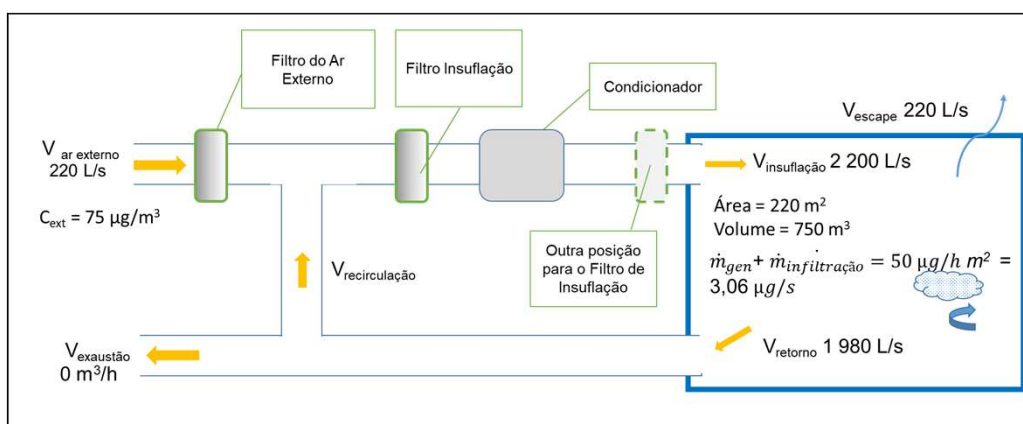 Filtro do Ar
Externo
Filtro Insuflação
Condicionador
V ar externo
220 L/s
C_ext = 75 µg/m³
V_escape 220 L/s
V_insuflação 2 200 L/s
Área = 220 m²
Volume = 750 m³
ṁ_gen + ṁ_infiltração = 50 µg/h m² =
3,06 µg/s
Outra posição
para o Filtro de
Insuflação
V_recirculação
V_exaustão
0 m³/h
V_retorno 1 980 L/s